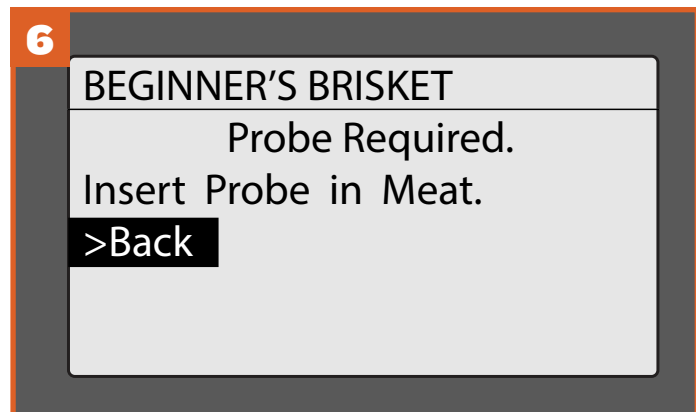 6
BEGINNER’S BRISKET
Probe Required.
Insert Probe in Meat.
>Back